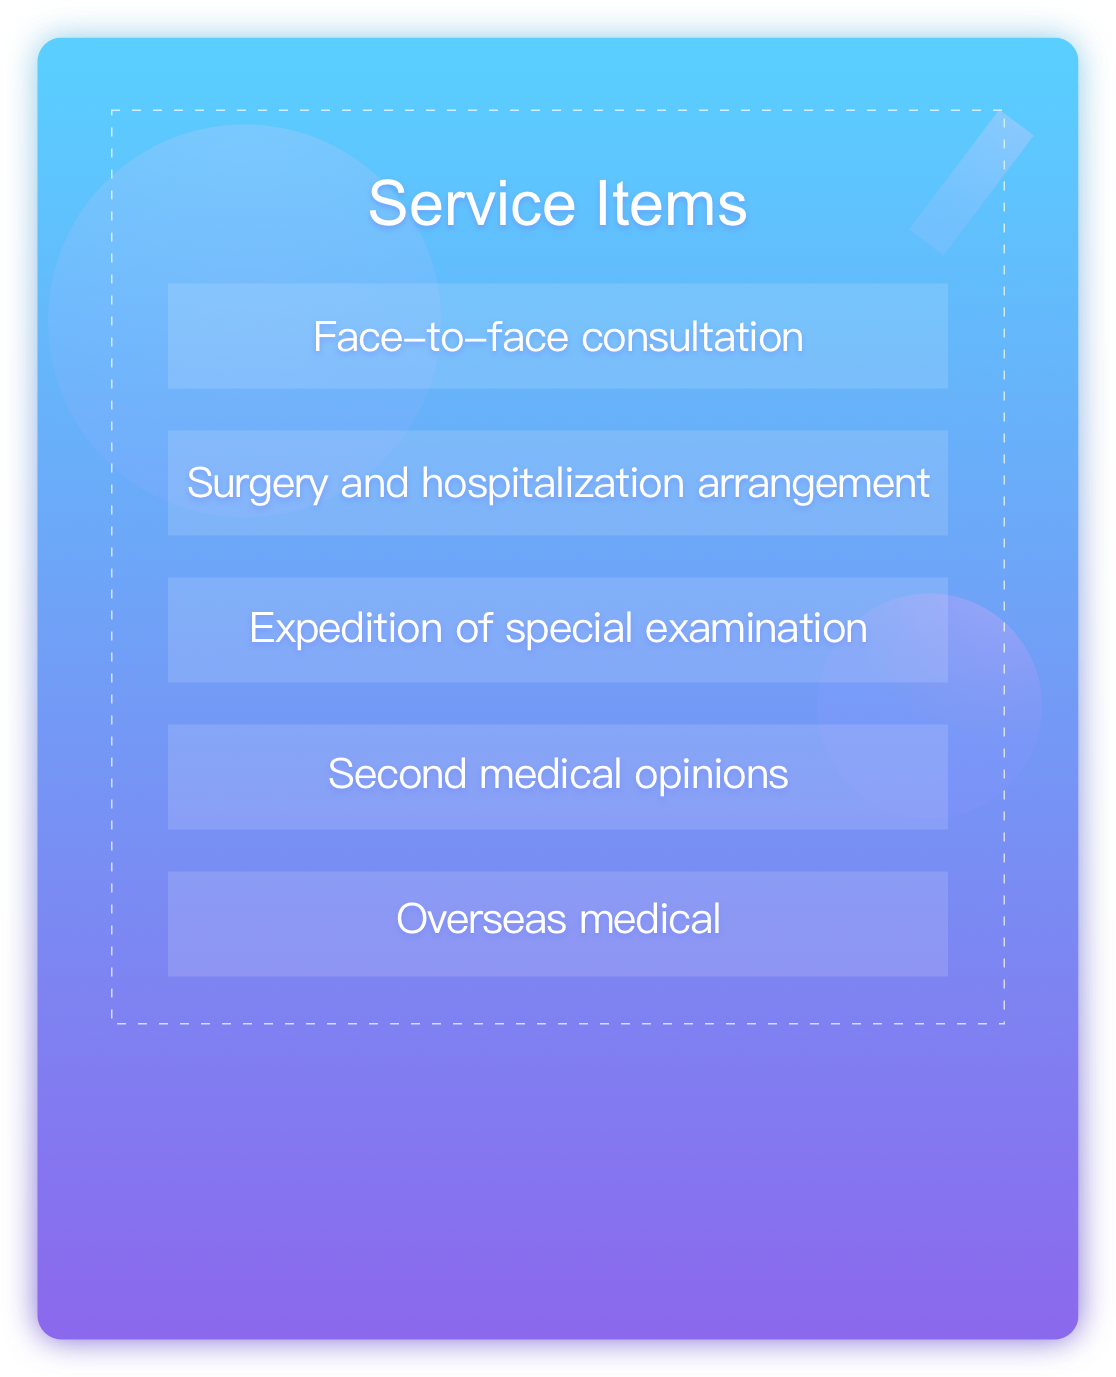 Service Items
Face-to-face consultation
Surgery and hospitalization arrangement
Expedition of special examination
Second medical opinions
Overseas medical